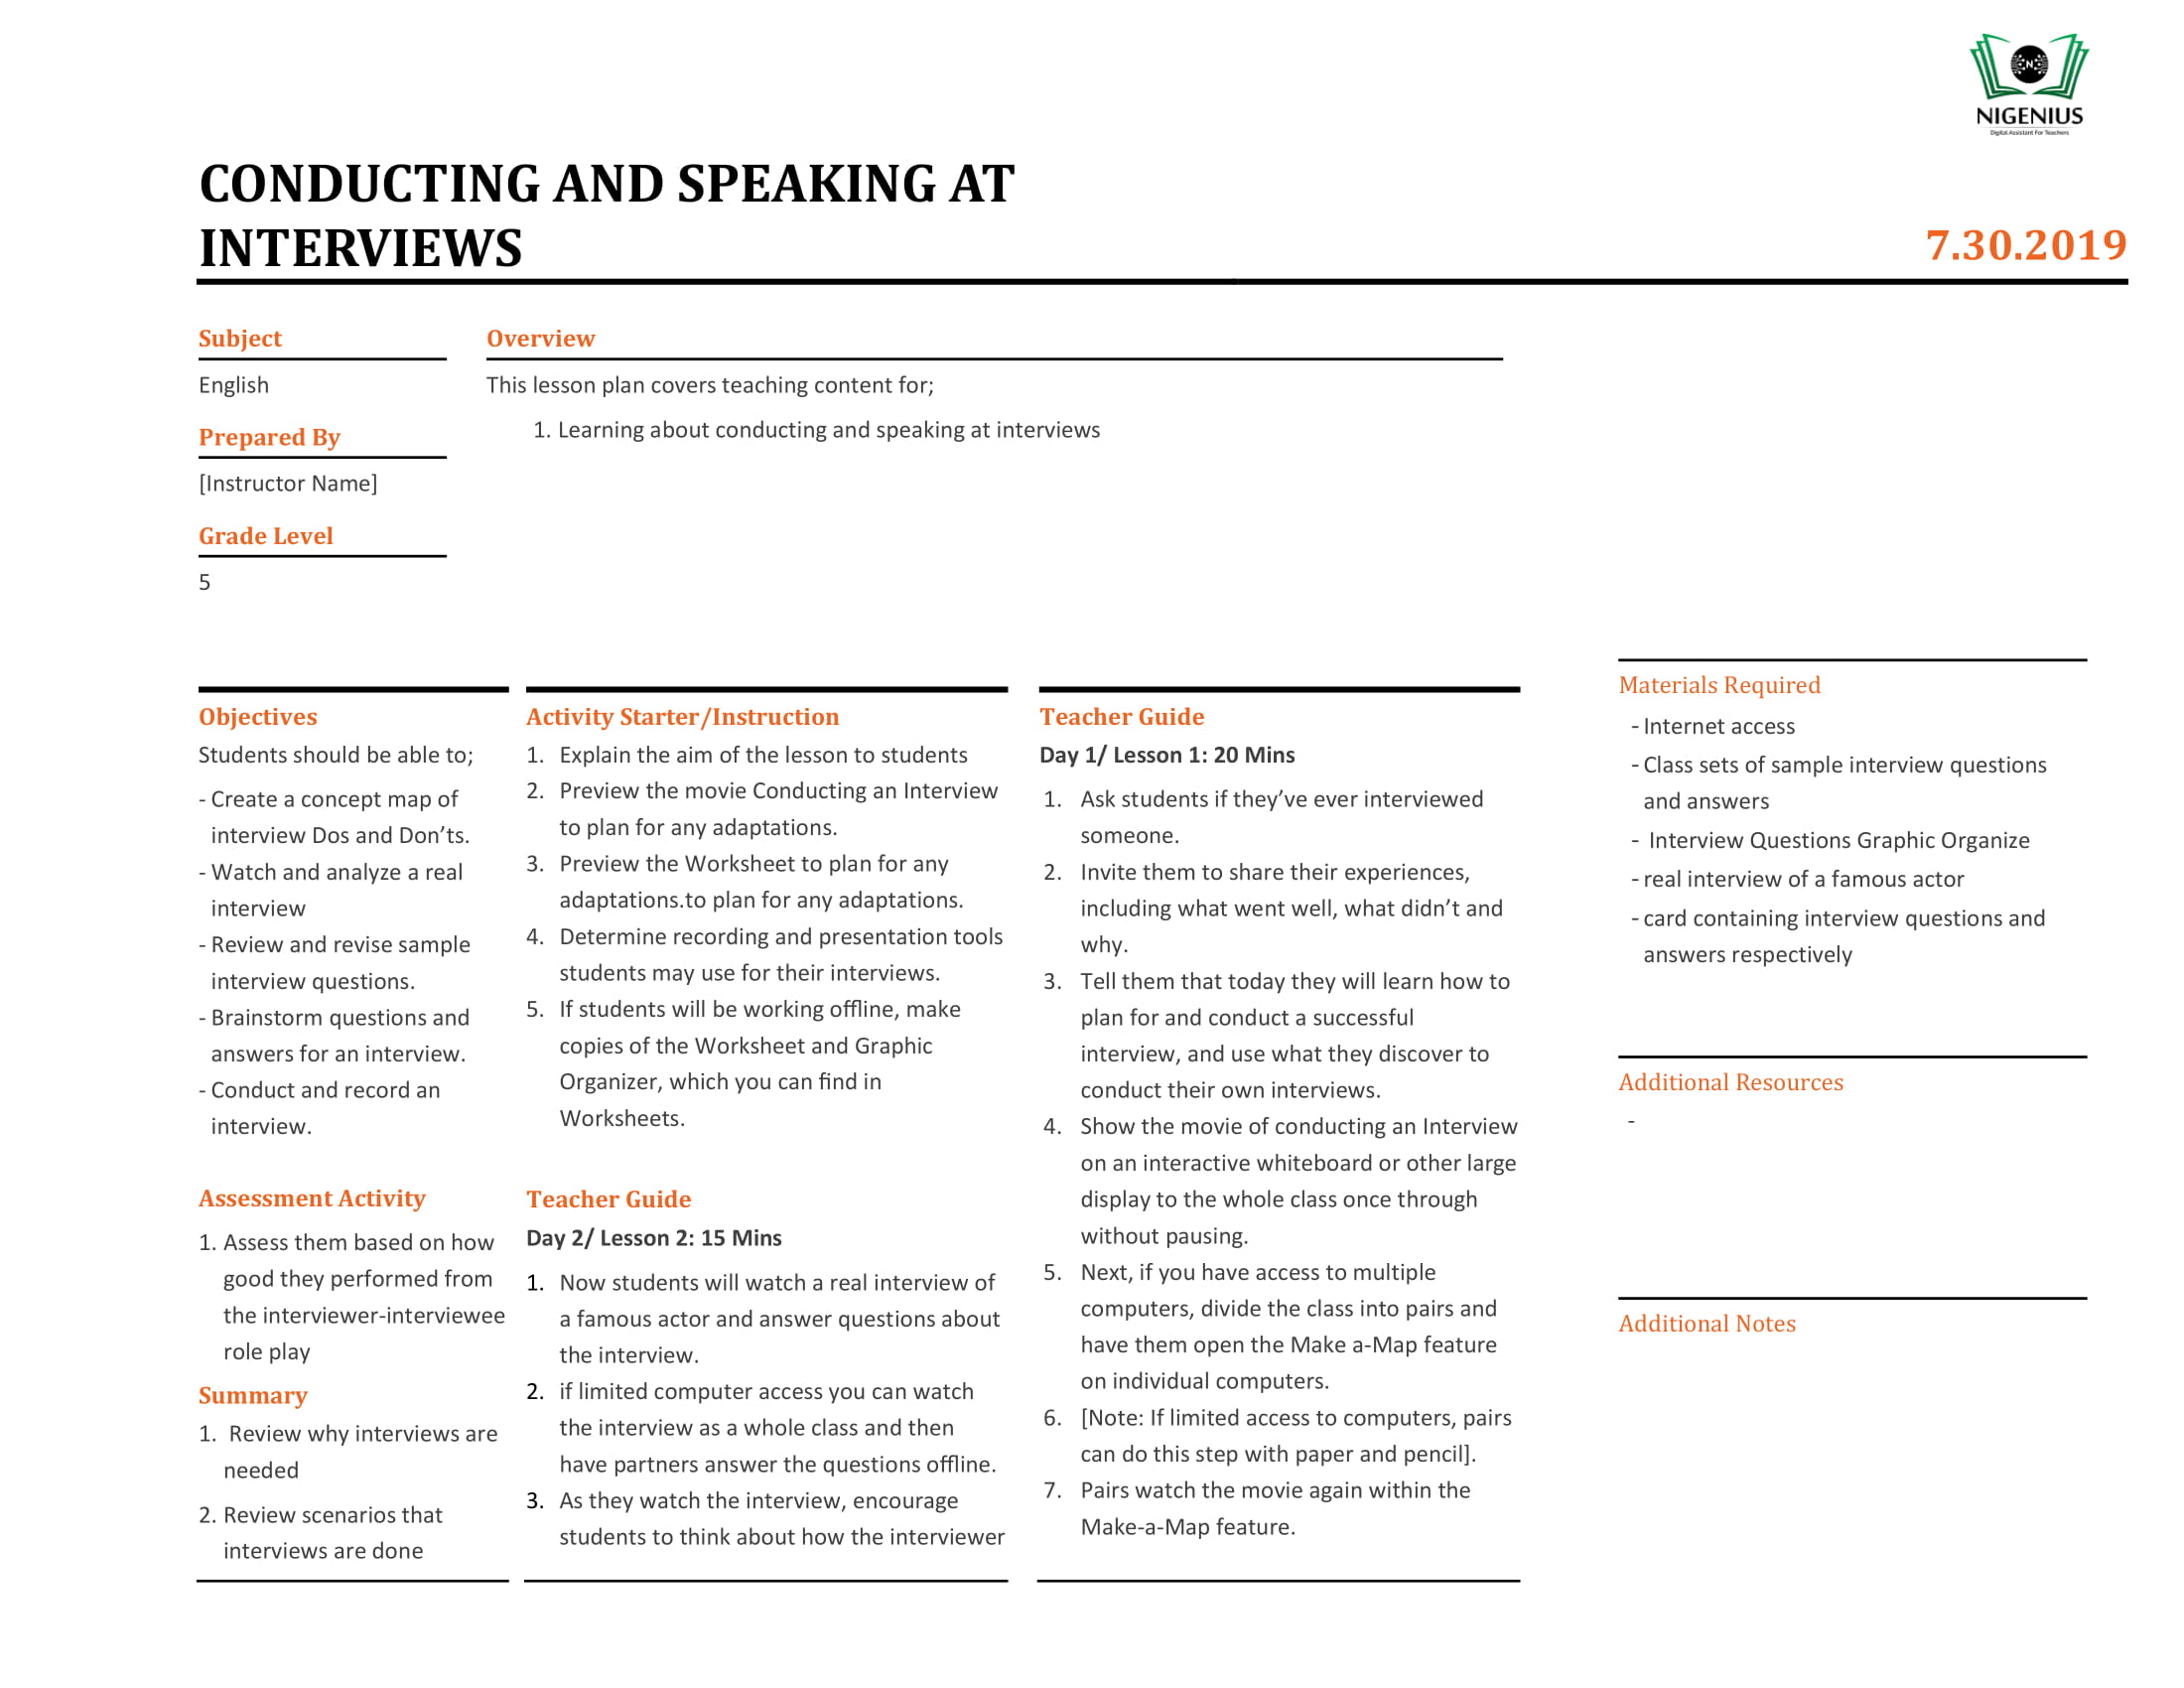 NIGENIUS
Digital Assistant For Teachers
CONDUCTING AND SPEAKING AT
INTERVIEWS
7.30.2019
Subject
English
Prepared By
[Instructor Name]
Grade Level
5
Overview
This lesson plan covers teaching content for;
1. Learning about conducting and speaking at interviews
Objectives
Students should be able to;
- Create a concept map of
interview Dos and Don’ts.
- Watch and analyze a real
interview
- Review and revise sample
interview questions.
- Brainstorm questions and
answers for an interview.
- Conduct and record an
interview.
Assessment Activity
1. Assess them based on how
good they performed from
the interviewer-interviewee
role play
Summary
1. Review why interviews are
needed
2. Review scenarios that
interviews are done
Activity Starter/Instruction
1. Explain the aim of the lesson to students
2. Preview the movie Conducting an Interview
to plan for any adaptations.
3. Preview the Worksheet to plan for any
adaptations.to plan for any adaptations.
4. Determine recording and presentation tools
students may use for their interviews.
5. If students will be working offline, make
copies of the Worksheet and Graphic
Organizer, which you can find in
Worksheets.
Teacher Guide
Day 2/ Lesson 2: 15 Mins
1. Now students will watch a real interview of
a famous actor and answer questions about
the interview.
2. if limited computer access you can watch
the interview as a whole class and then
have partners answer the questions offline.
3. As they watch the interview, encourage
students to think about how the interviewer
Teacher Guide
Day 1/ Lesson 1: 20 Mins
1. Ask students if they’ve ever interviewed
someone.
2. Invite them to share their experiences,
including what went well, what didn’t and
why.
3. Tell them that today they will learn how to
plan for and conduct a successful
interview, and use what they discover to
conduct their own interviews.
4. Show the movie of conducting an Interview
on an interactive whiteboard or other large
display to the whole class once through
without pausing.
5. Next, if you have access to multiple
computers, divide the class into pairs and
have them open the Make a-Map feature
on individual computers.
6. [Note: If limited access to computers, pairs
can do this step with paper and pencil].
7. Pairs watch the movie again within the
Make-a-Map feature.
Materials Required
- Internet access
- Class sets of sample interview questions
and answers
- Interview Questions Graphic Organize
- real interview of a famous actor
- card containing interview questions and
answers respectively
Additional Resources
-
Additional Notes